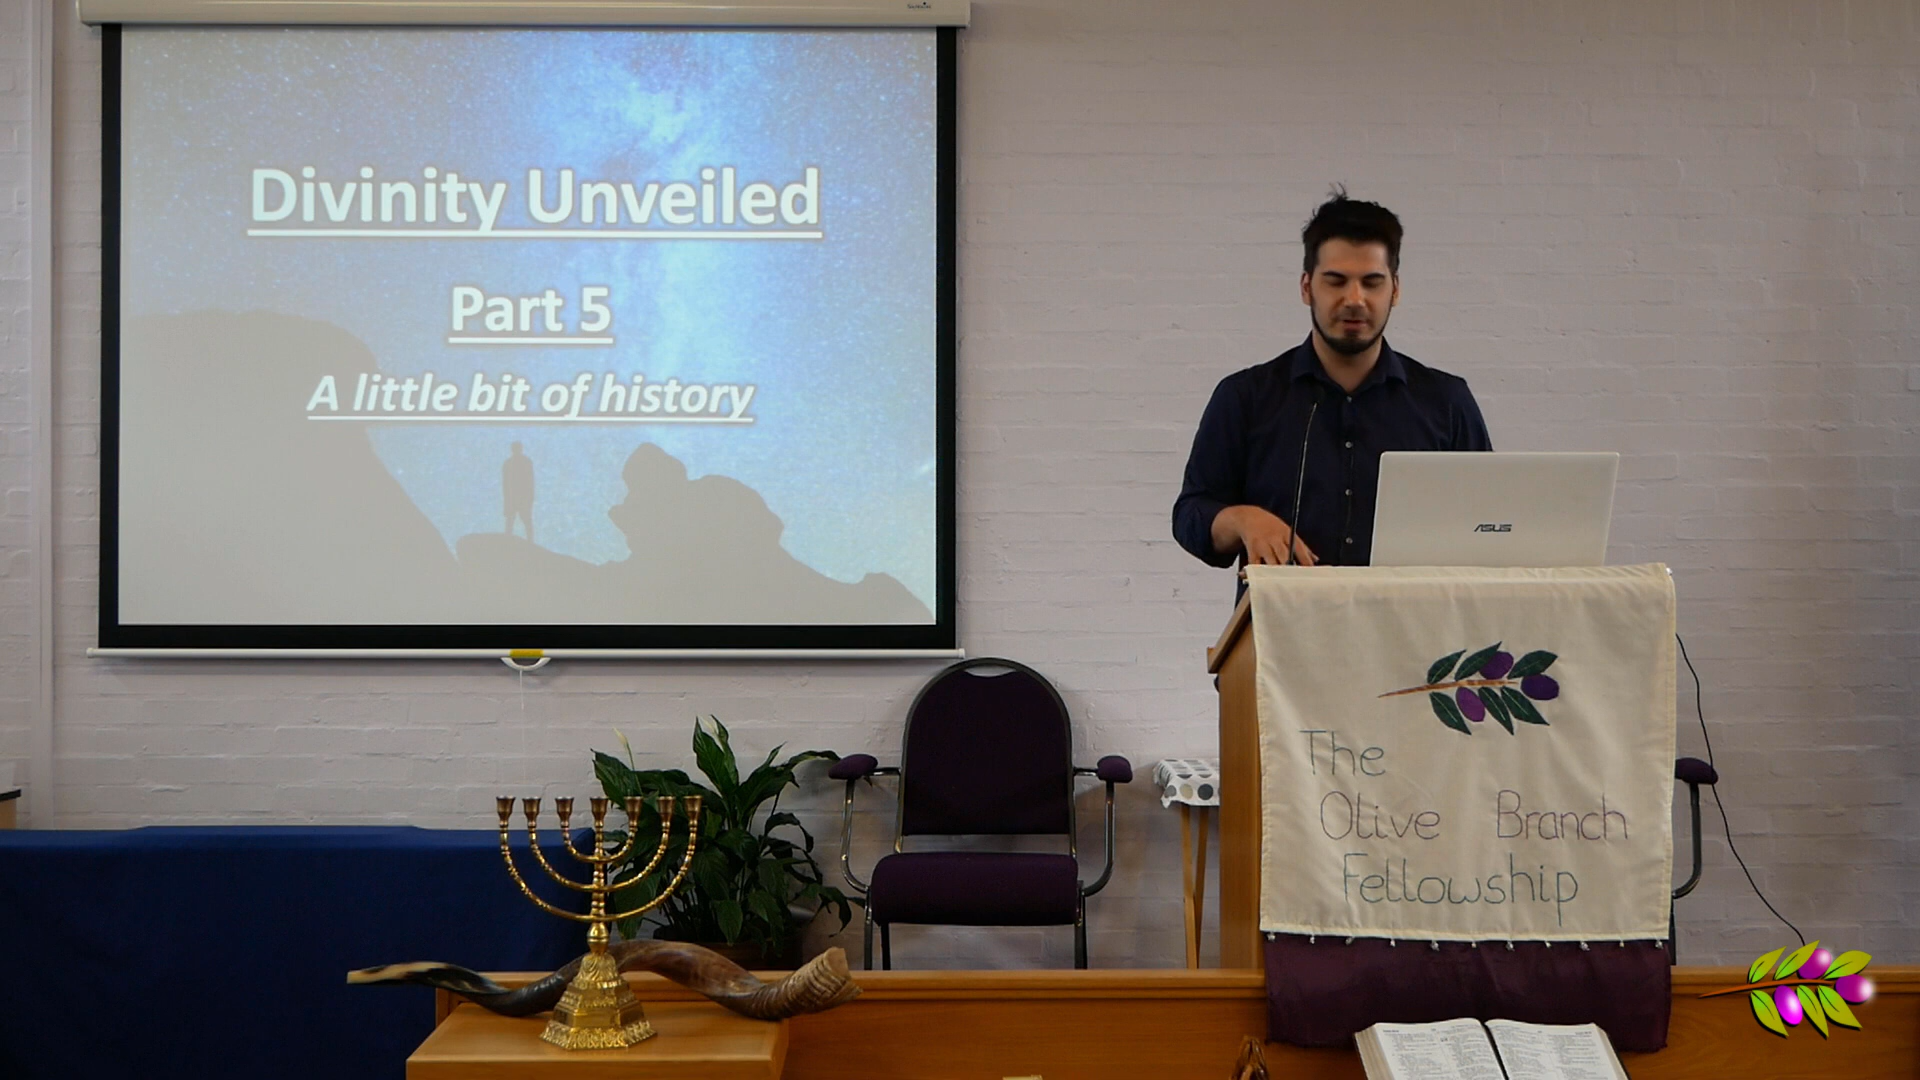 Divinity Unveiled
Part 5
A little bit of history
ASUS
The
Olive Branch
Fellowship